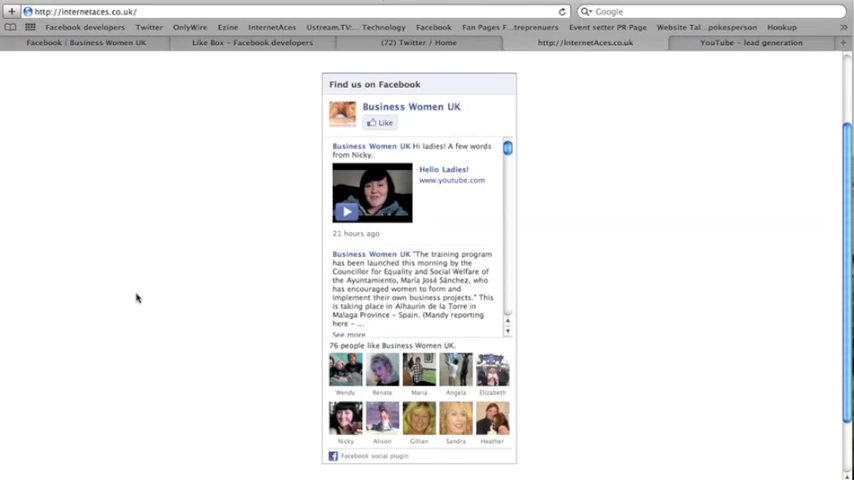 http://internetaces.co.uk/
Google
Facebook developers Twitter OnlyWire Ezine InternetAces Ustream.TV:... Technology Facebook Fan Pages F...treprenuers Event setter PR Page Website Tal...pokesperson Hookup
Facebook | Business Women UK Like Box – Facebook developers (72) Twitter / Home http://InternetAces.co.uk YouTube – lead generation
Find us on Facebook
Business Women UK
Like
Business Women UK Hi ladies! A few words
from Nicky.
Hello Ladies!
www.youtube.com
21 hours ago
Business Women UK "The training program
has been launched this morning by the
Councillor for Equality and Social Welfare of
the Ayuntamiento, María José Sánchez, who
has encouraged women to form and
implement their own business projects." This
is taking place in Alhaurin de la Torre in
Malaga Province – Spain. (Mandy reporting
here – ...
See more
76 people like Business Women UK.
Wendy Renate Maria Angela Elizabeth
Nicky Alison Gillian Sandra Heather
Facebook social plugin